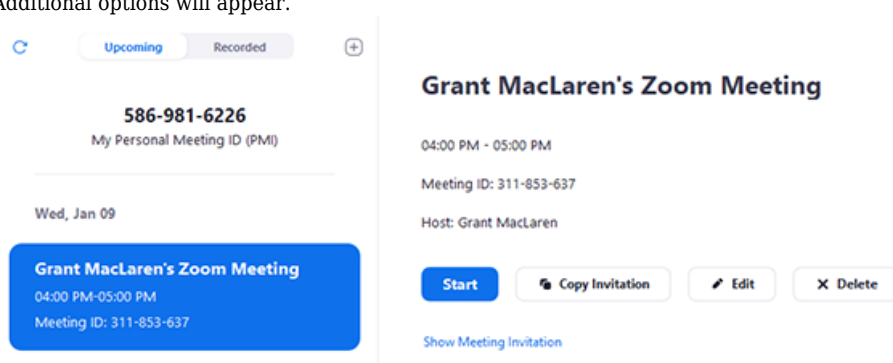 Additional options will appear.
Upcoming Recorded
586-981-6226
My Personal Meeting ID (PMI)
Wed, Jan 09
Grant MacLaren's Zoom Meeting
04:00 PM-05:00 PM
Meeting ID: 311-853-637
Grant MacLaren's Zoom Meeting
04:00 PM - 05:00 PM
Meeting ID: 311-853-637
Host: Grant MacLaren
Start Copy Invitation Edit Delete
Show Meeting Invitation